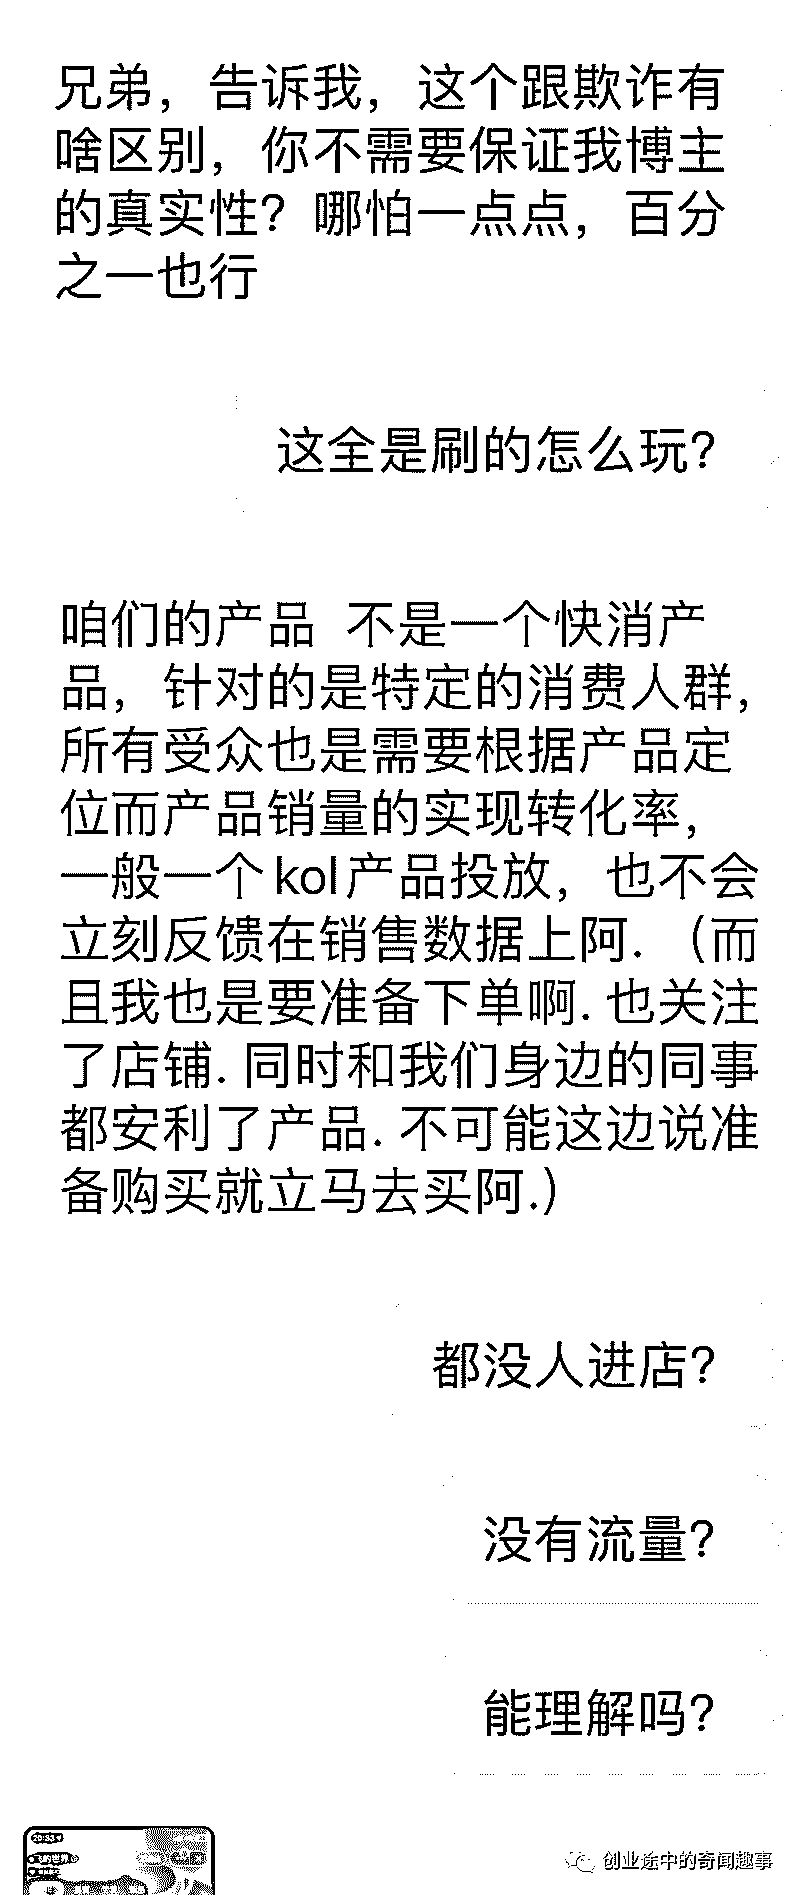 兄弟，告诉我，这个跟欺诈有
啥区别，你不需要保证我博主
的真实性？哪怕一点点，百分
之一也行
这全是刷的怎么玩？
咱们的产品 不是一个快消产
品，针对的是特定的消费人群，
所有受众也是需要根据产品定
位而产品销量的实现转化率，
一般一个kol产品投放，也不会
立刻反馈在销售数据上阿.（而
且我也是要准备下单啊.也关注
了店铺.同时和我们身边的同事
都安利了产品.不可能这边说准
备购买就立马去买阿.）
都没人进店？
没有流量？
能理解吗？
创业途中的奇闻趣事